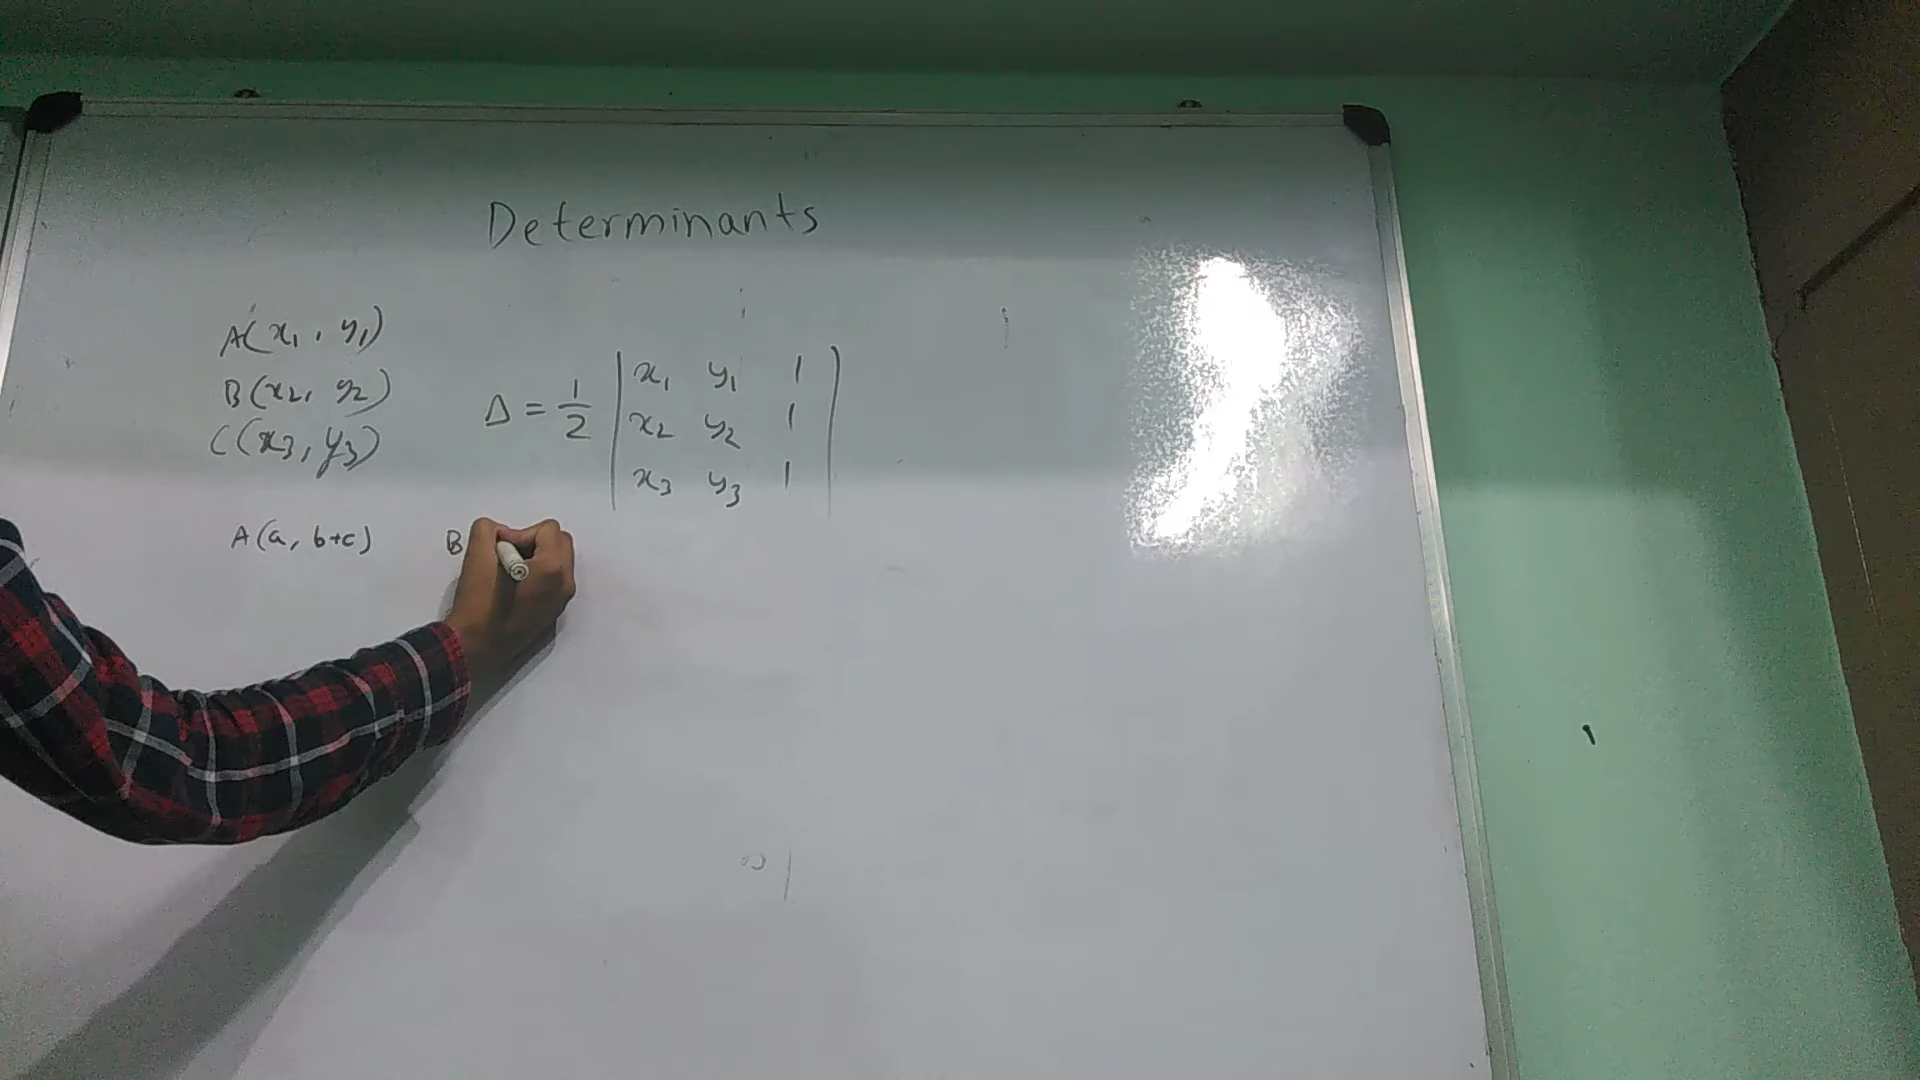 Determinants
A(x₁, y₁)
B(x₂, y₂)
C(x₃, y₃)
Δ = 1/2 | x₁ y₁ 1 |
| x₂ y₂ 1 |
| x₃ y₃ 1 |
A(a, b+c) B